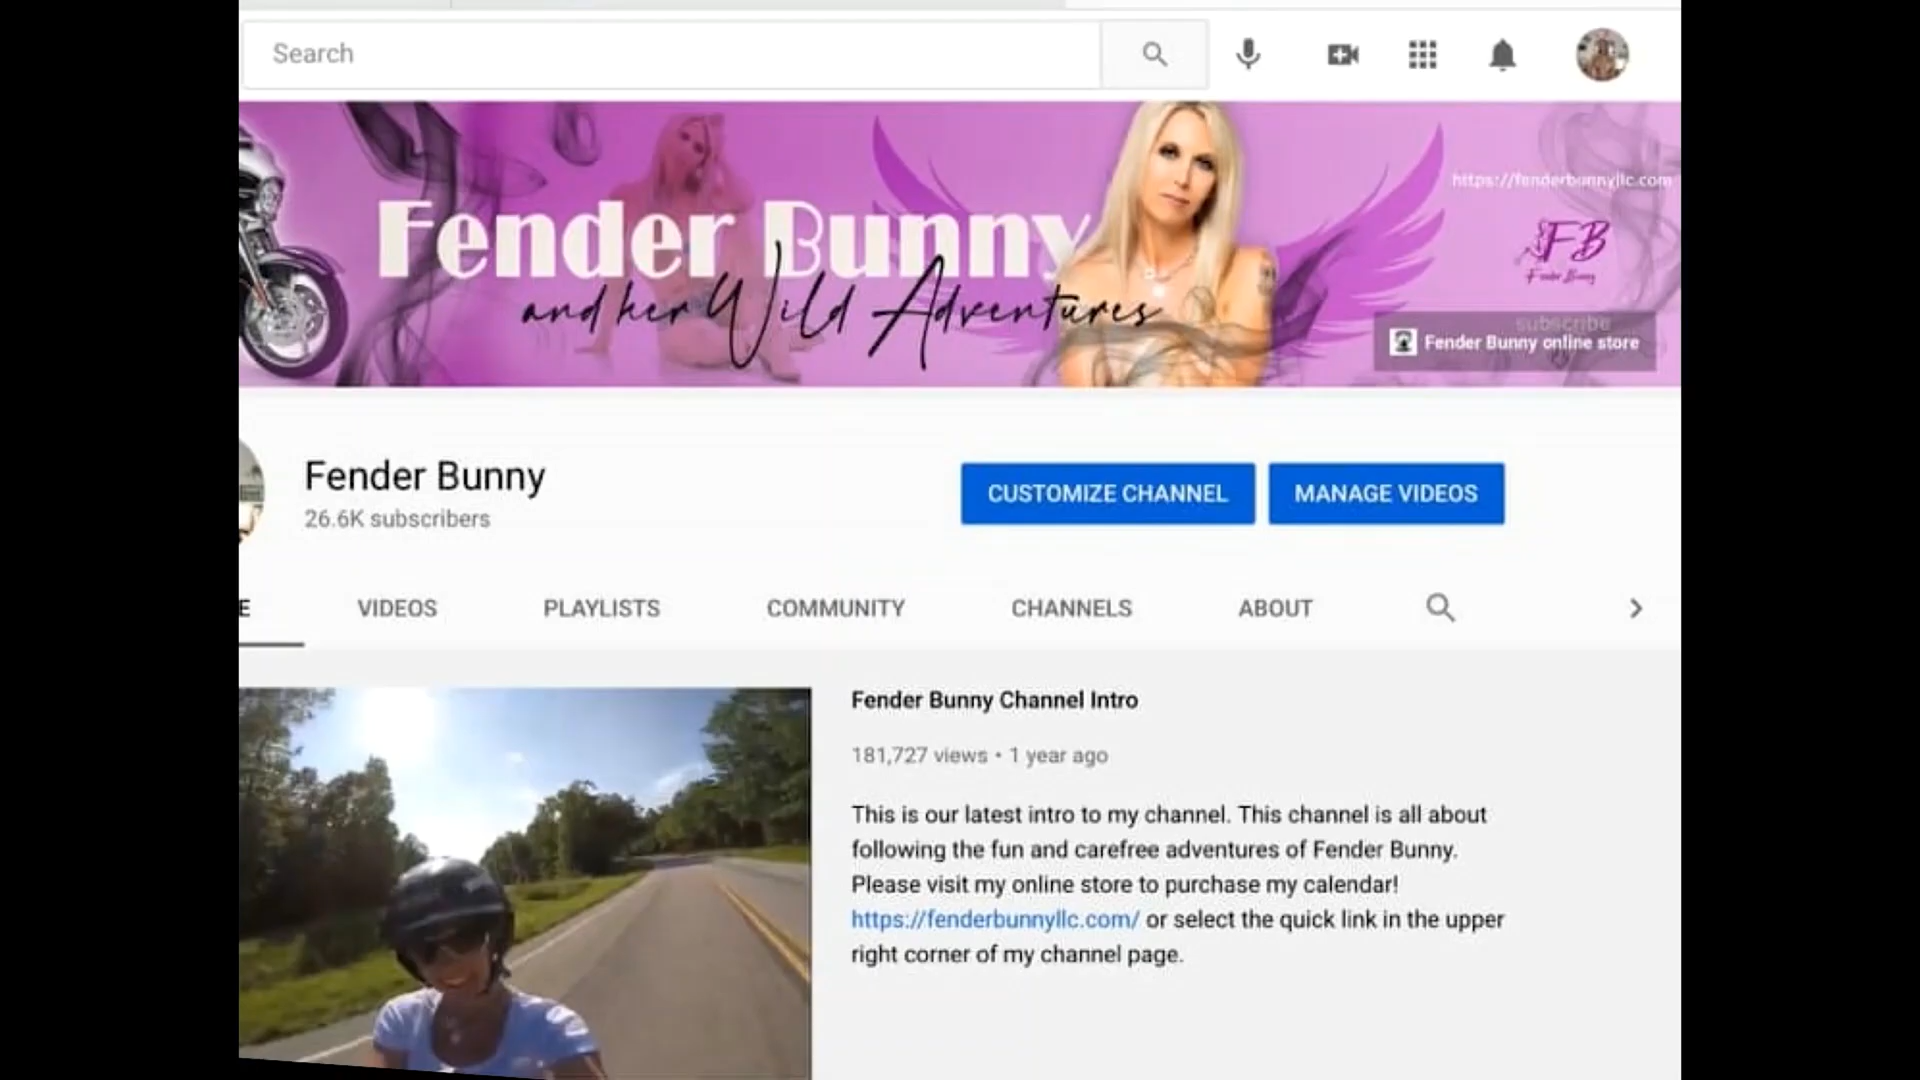 Search
Fender Bunny
and her Wild Adventures
https://fenderbunnyllc.com
FB
Fender Bunny
subscribe
Fender Bunny online store
Fender Bunny
26.6K subscribers
CUSTOMIZE CHANNEL
MANAGE VIDEOS
E
VIDEOS
PLAYLISTS
COMMUNITY
CHANNELS
ABOUT
Fender Bunny Channel Intro
181,727 views • 1 year ago
This is our latest intro to my channel. This channel is all about
following the fun and carefree adventures of Fender Bunny.
Please visit my online store to purchase my calendar!
https://fenderbunnyllc.com/ or select the quick link in the upper
right corner of my channel page.